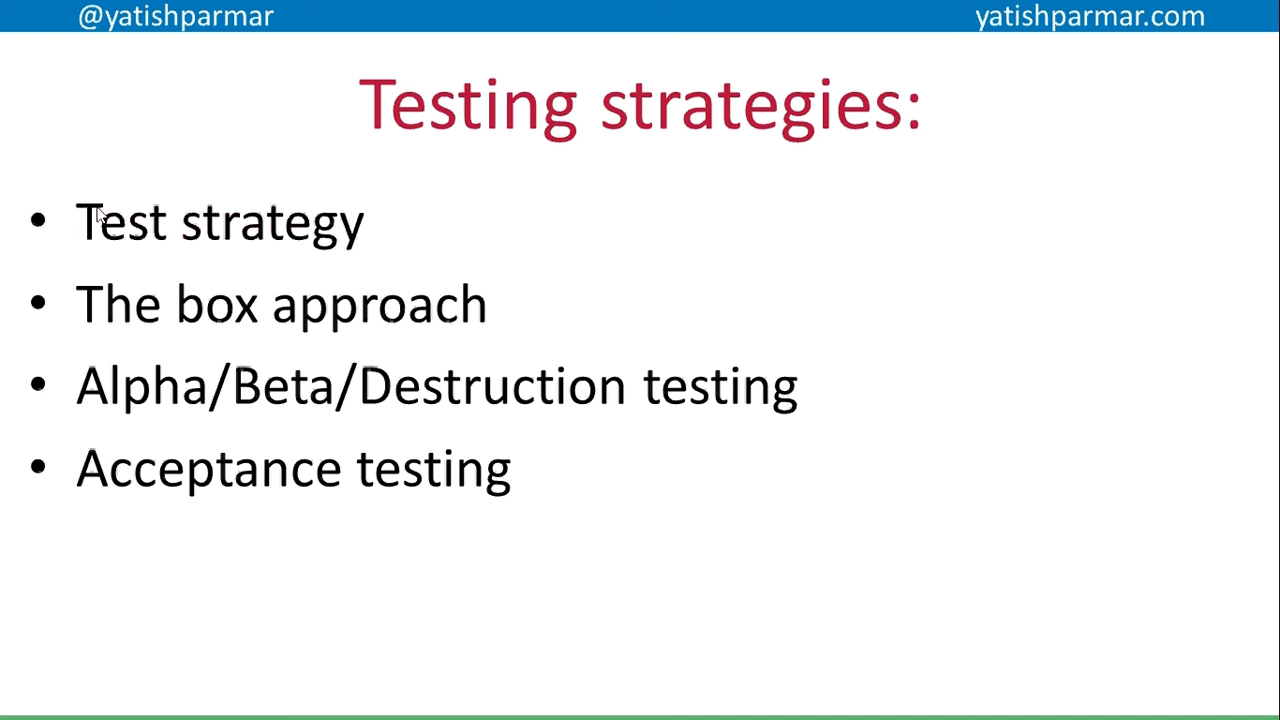 @yatishparmar yatishparmar.com
Testing strategies:
• Test strategy
• The box approach
• Alpha/Beta/Destruction testing
• Acceptance testing